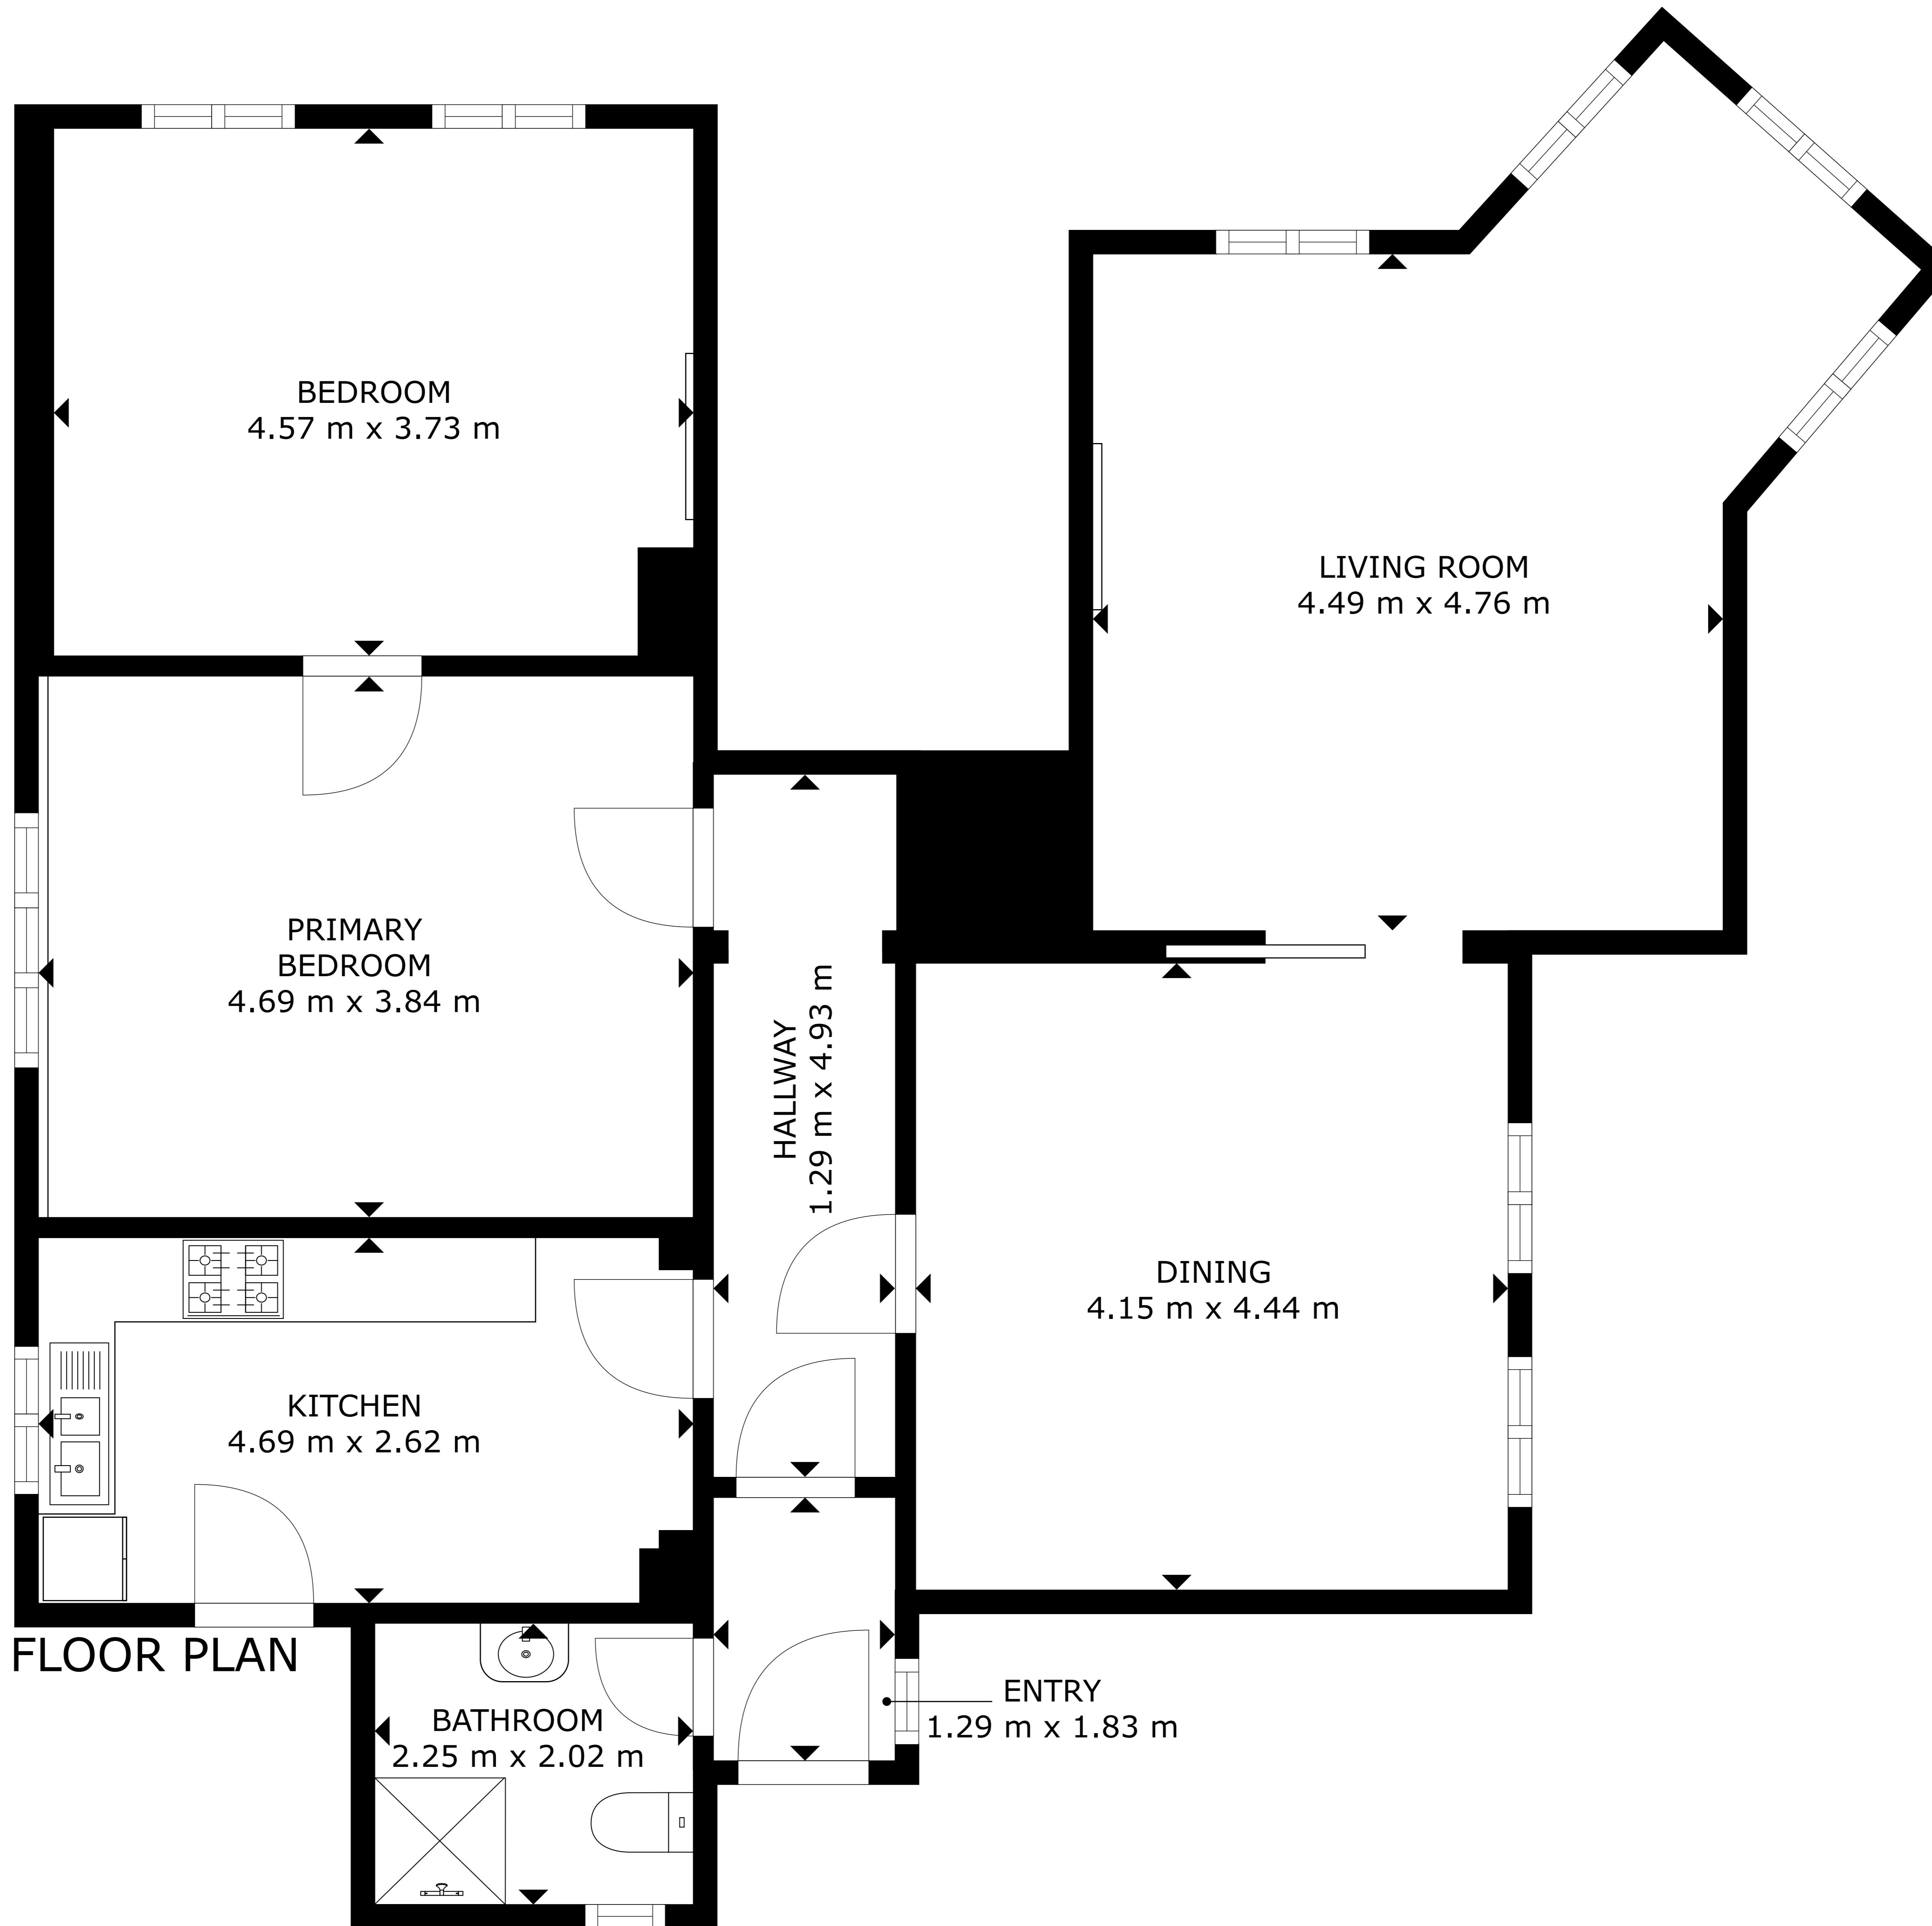 BEDROOM
4.57 m x 3.73 m
LIVING ROOM
4.49 m x 4.76 m
PRIMARY
BEDROOM
4.69 m x 3.84 m
HALLWAY
1.29 m x 4.93 m
DINING
4.15 m x 4.44 m
KITCHEN
4.69 m x 2.62 m
FLOOR PLAN
ENTRY
1.29 m x 1.83 m
BATHROOM
2.25 m x 2.02 m